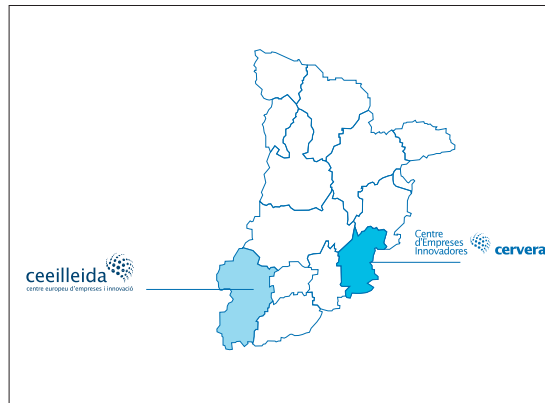 Centre
d'Empreses
Innovadores
cervera
ceeilleida
centre europeu d'empreses i innovació